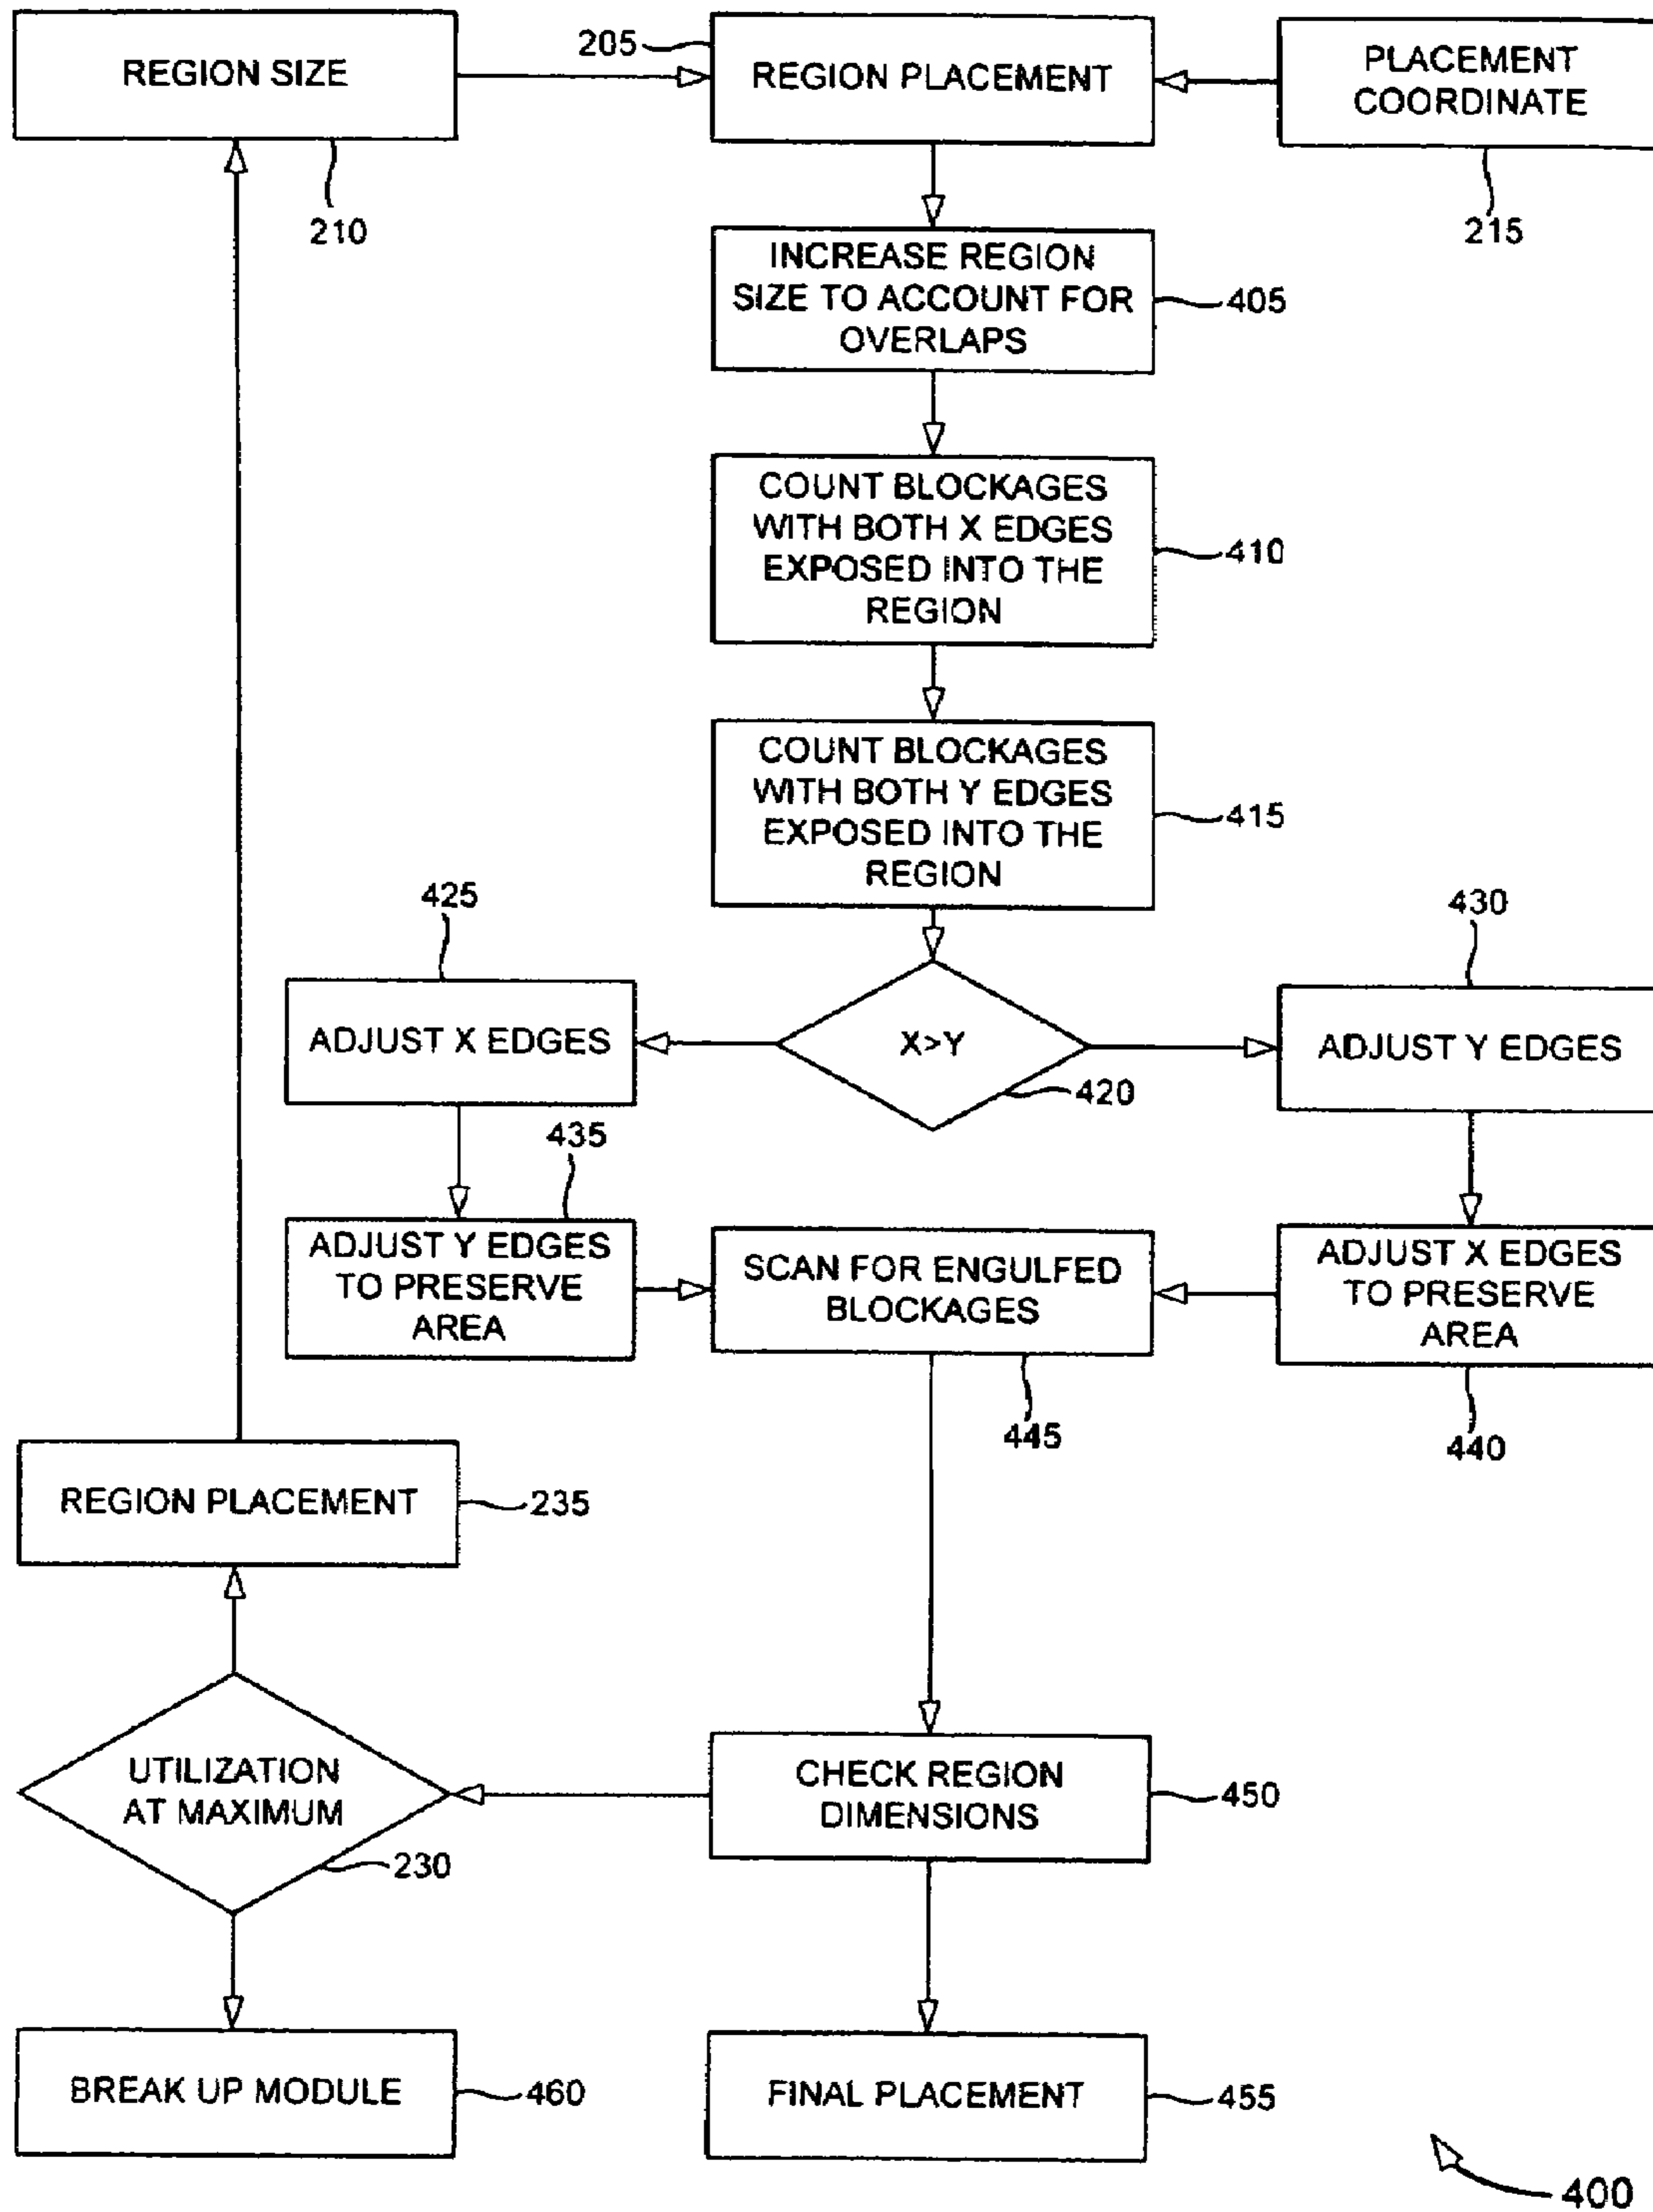 REGION SIZE
210
205
REGION PLACEMENT
PLACEMENT
COORDINATE
215
INCREASE REGION
SIZE TO ACCOUNT FOR
OVERLAPS
405
COUNT BLOCKAGES
WITH BOTH X EDGES
EXPOSED INTO THE
REGION
410
COUNT BLOCKAGES
WITH BOTH Y EDGES
EXPOSED INTO THE
REGION
415
425
ADJUST X EDGES
X>Y
420
430
ADJUST Y EDGES
435
ADJUST Y EDGES
TO PRESERVE
AREA
SCAN FOR ENGULFED
BLOCKAGES
445
ADJUST X EDGES
TO PRESERVE
AREA
440
REGION PLACEMENT
235
UTILIZATION
AT MAXIMUM
230
CHECK REGION
DIMENSIONS
450
BREAK UP MODULE
460
FINAL PLACEMENT
455
400